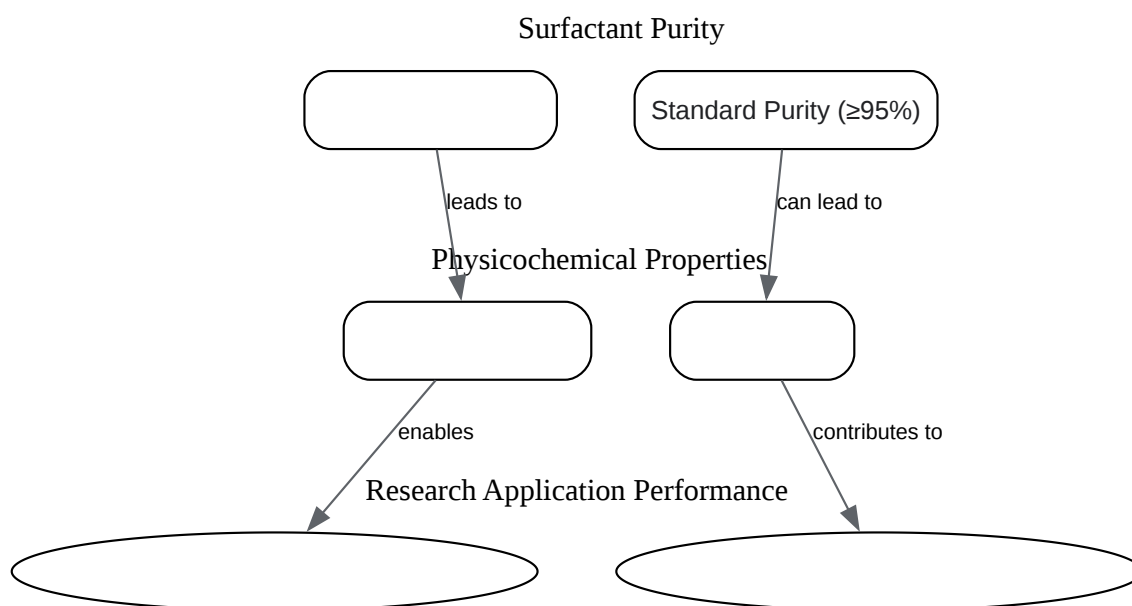 Surfactant Purity
Standard Purity (≥95%)
leads to
can lead to
Physicochemical Properties
enables
contributes to
Research Application Performance